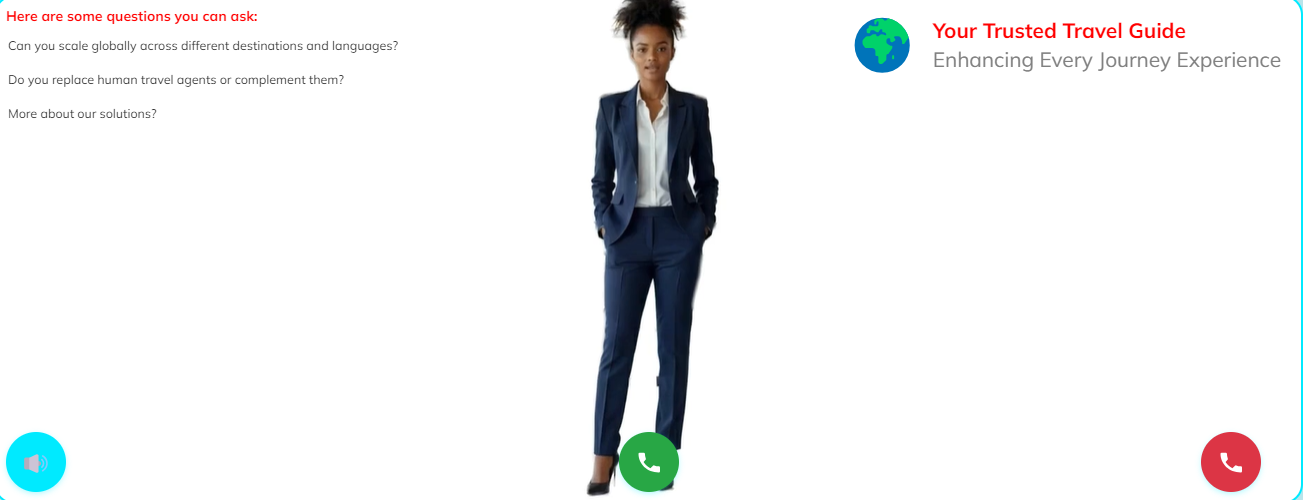 Here are some questions you can ask:
Can you scale globally across different destinations and languages?
Do you replace human travel agents or complement them?
More about our solutions?
Your Trusted Travel Guide
Enhancing Every Journey Experience